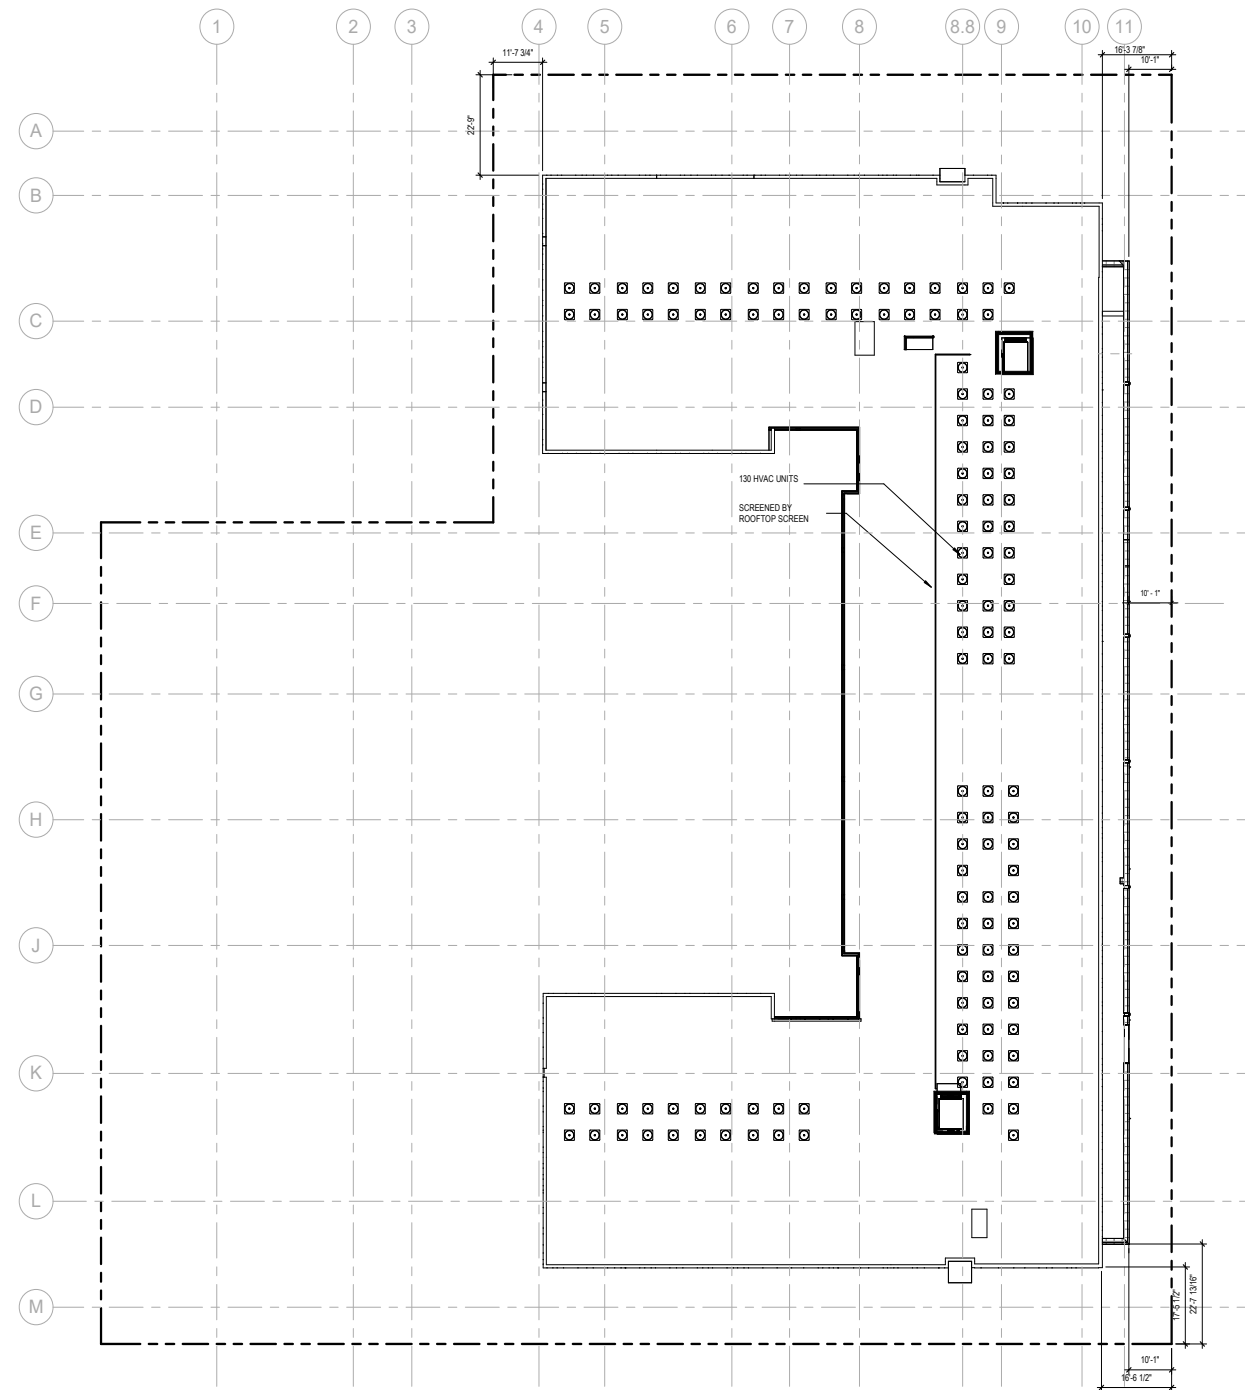 1 2 3 4 5 6 7 8 8.8 9 10 11
11'-7 3/4"
16'-3 7/8"
10'-1"
22'-9"
A
B
C
D
130 HVAC UNITS
SCREENED BY
ROOFTOP SCREEN
E
F
10' - 1"
G
H
J
K
L
M
17'-5 1/2"
22'-7 13/16"
10'-1"
16'-6 1/2"